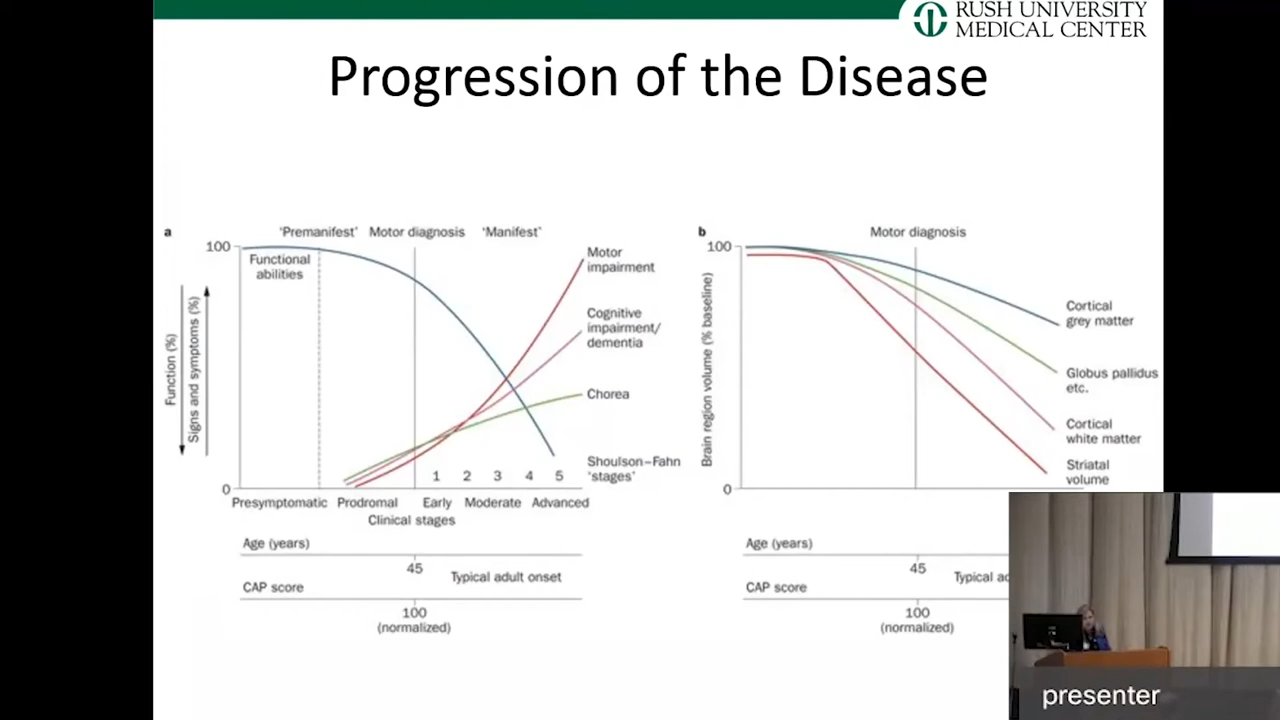 RUSH UNIVERSITY
MEDICAL CENTER
Progression of the Disease
a
'Premanifest'
Motor diagnosis
'Manifest'
100
Functional
abilities
Function (%)
Signs and symptoms (%)
Motor
impairment
Cognitive
impairment/
dementia
Chorea
Shoulson–Fahn
'stages'
1 2 3 4 5
0
Presymptomatic Prodromal Early Moderate Advanced
Clinical stages
Age (years)
45
Typical adult onset
CAP score
100
(normalized)
b
Motor diagnosis
100
Brain region volume (% baseline)
Cortical
grey matter
Globus pallidus
etc.
Cortical
white matter
Striatal
volume
0
Age (years)
45
Typical ad
CAP score
100
(normalized)
presenter